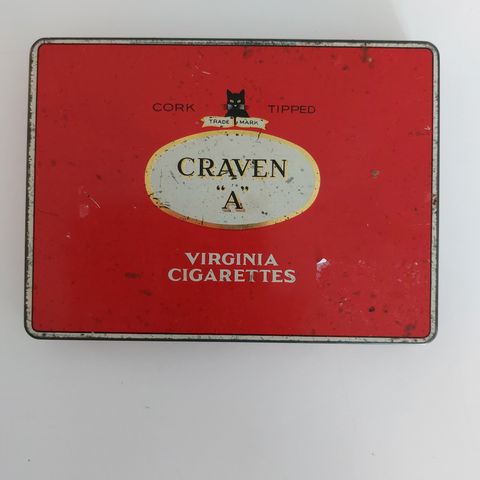 CORK TIPPED
TRADE MARK
CRAVEN
"A"
VIRGINIA
CIGARETTES